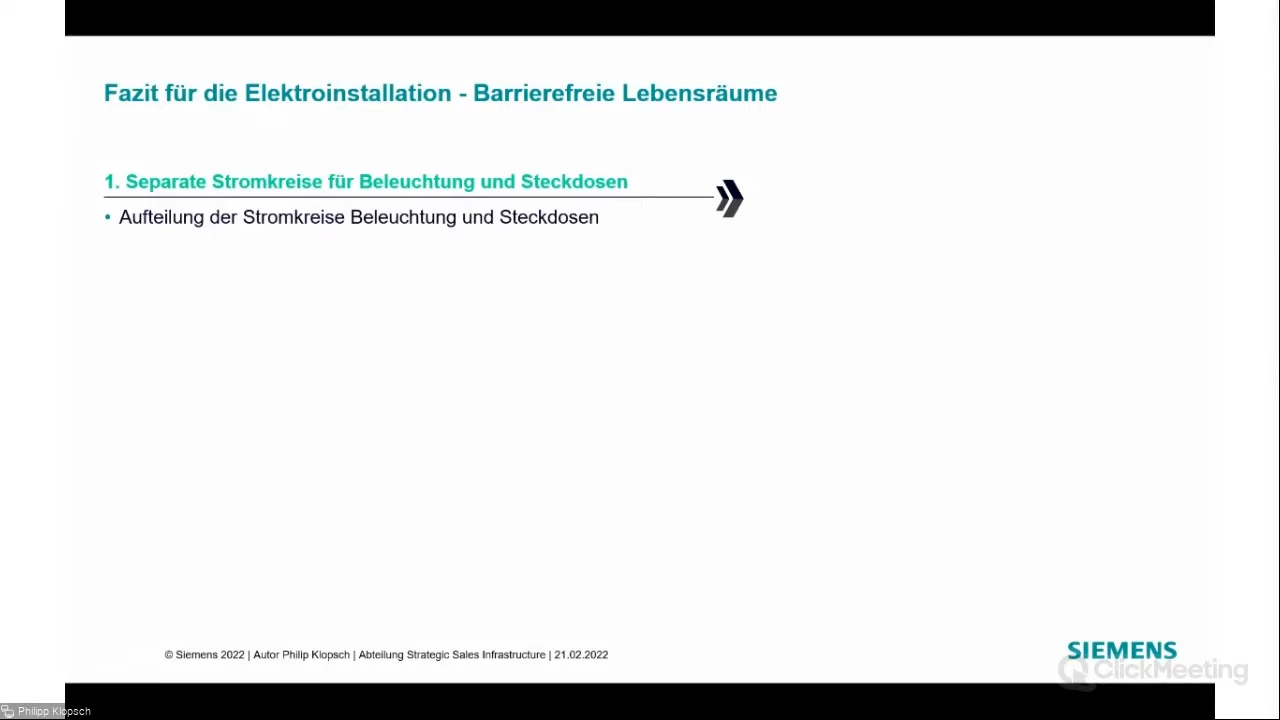 Fazit für die Elektroinstallation - Barrierefreie Lebensräume
1. Separate Stromkreise für Beleuchtung und Steckdosen
• Aufteilung der Stromkreise Beleuchtung und Steckdosen
© Siemens 2022 | Autor Philip Klopsch | Abteilung Strategic Sales Infrastructure | 21.02.2022
SIEMENS
ClickMeeting
Philipp Klopsch